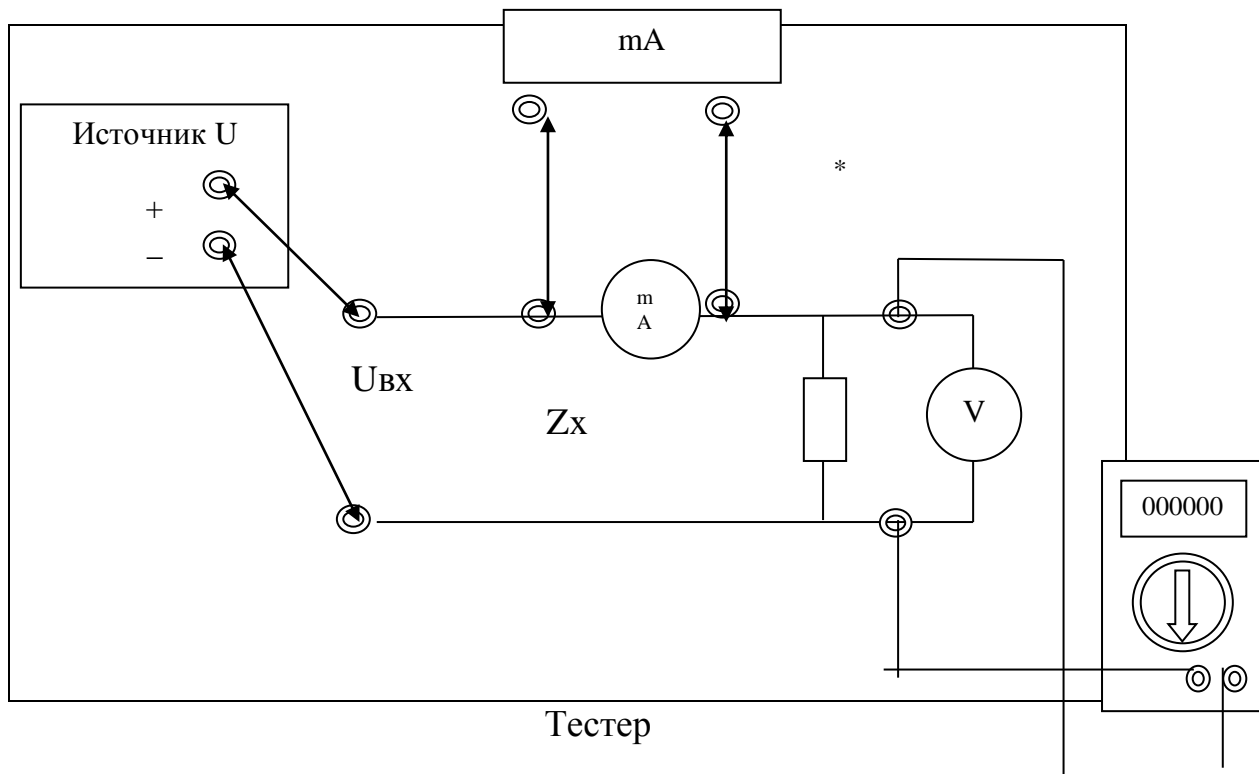 mA
Источник U
+
*
–
m
A
Uвх
Zx
V
000000
Тестер